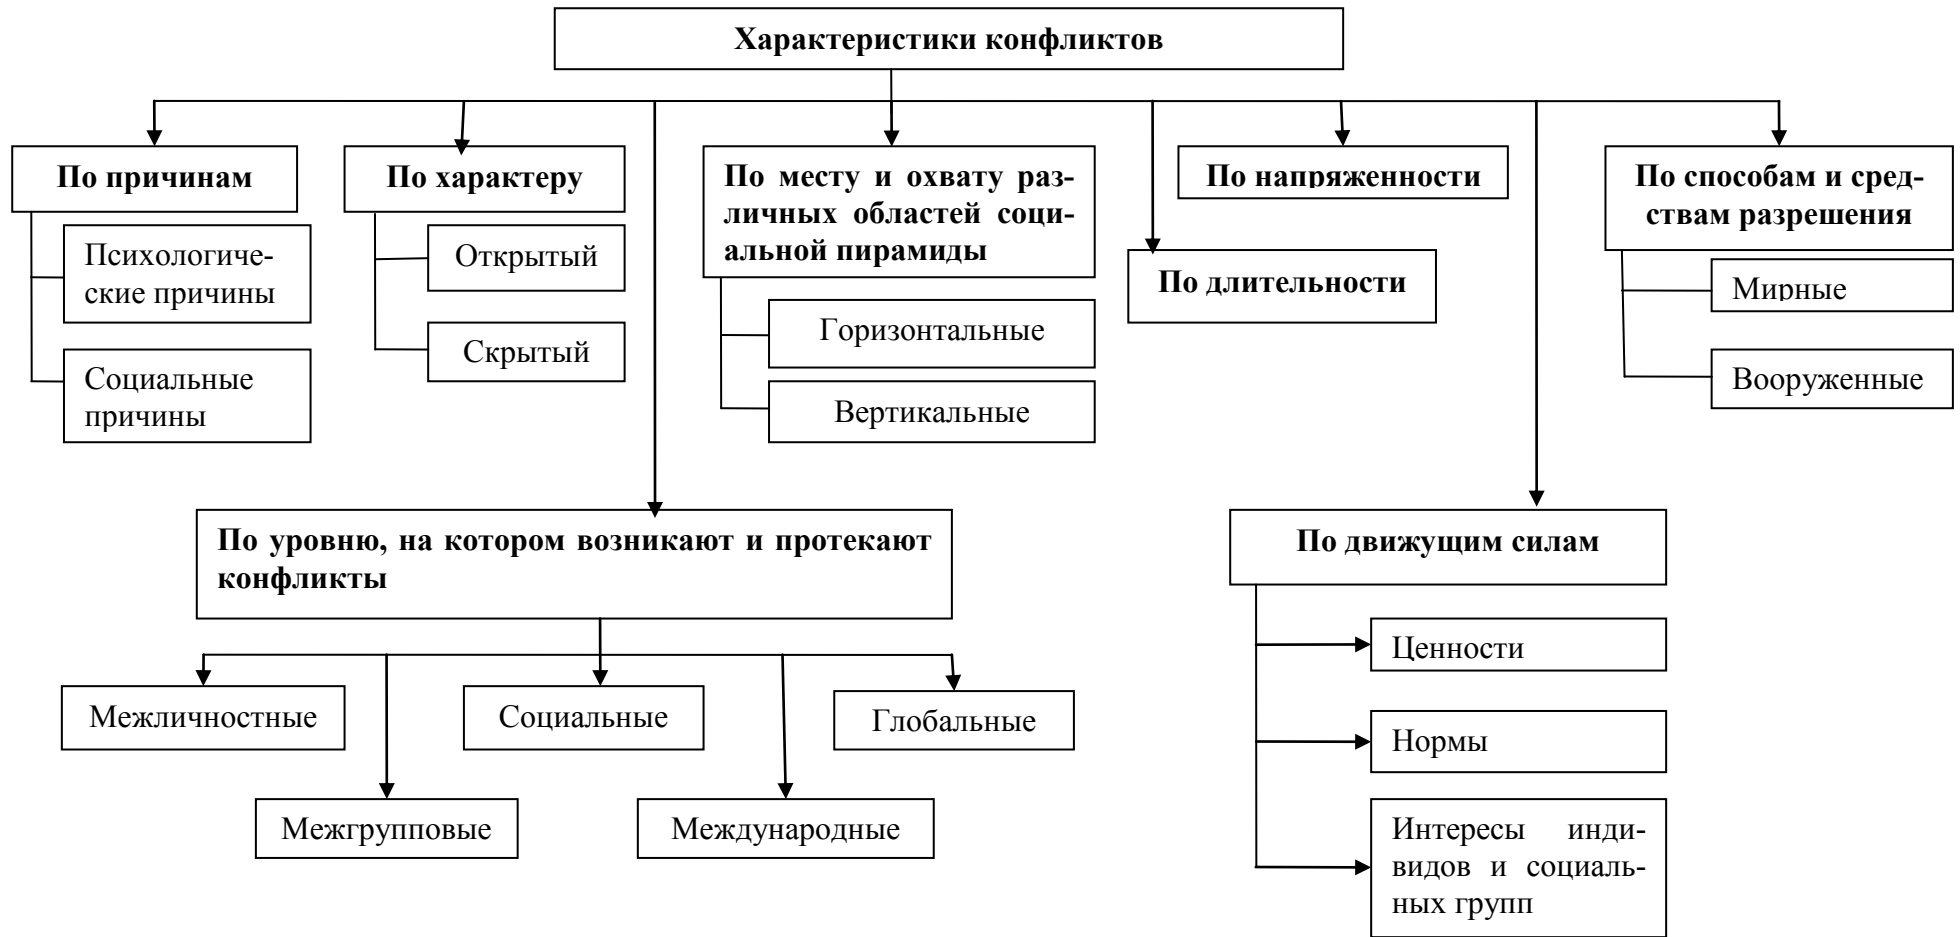 Характеристики конфликтов
По причинам
Психологиче-
ские причины
Социальные
причины
По характеру
Открытый
Скрытый
По месту и охвату раз-
личных областей соци-
альной пирамиды
Горизонтальные
Вертикальные
По длительности
По напряженности
По способам и сред-
ствам разрешения
Мирные
Вооруженные
По уровню, на котором возникают и протекают
конфликты
Межличностные
Социальные
Глобальные
Межгрупповые
Международные
По движущим силам
Ценности
Нормы
Интересы инди-
видов и социаль-
ных групп